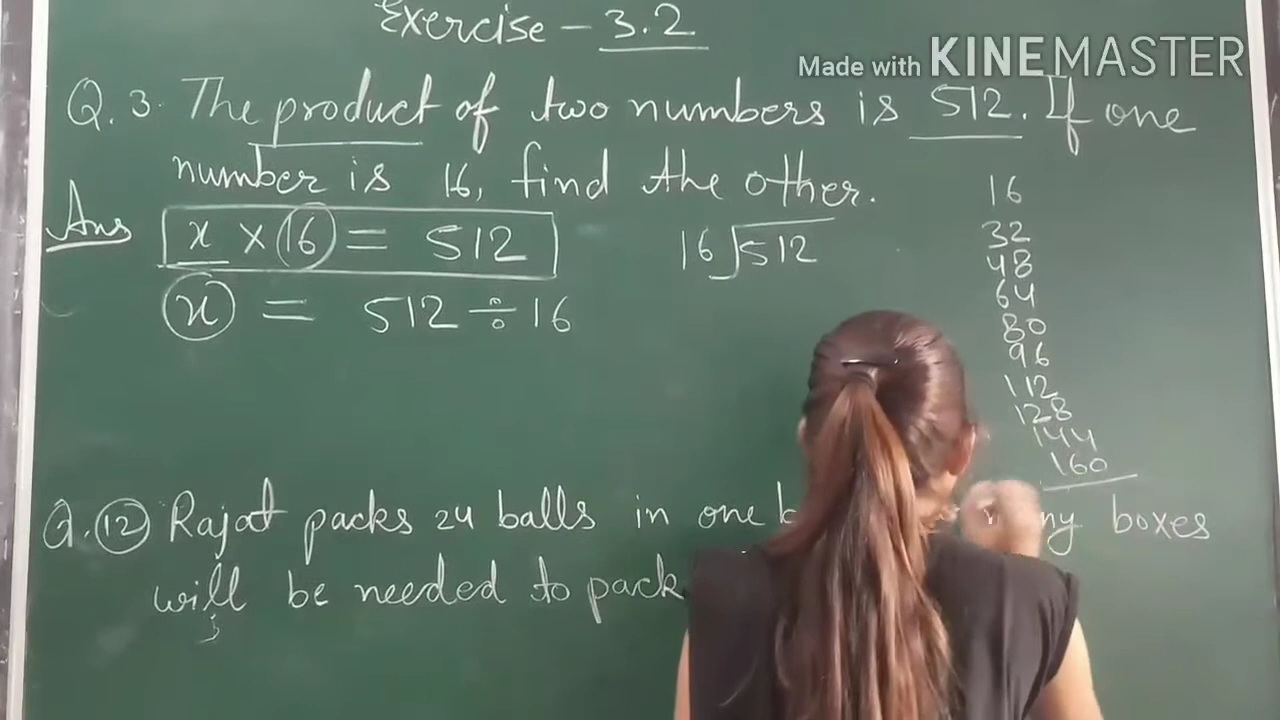 Exercise - 3.2
Made with KINEMASTER
Q. 3. The product of two numbers is 512. If one
number is 16, find the other.
Ans
x × 16 = 512
x = 512 ÷ 16
16 512
16
32
48
64
80
96
112
128
144
160
Q. 12 Rajat packs 24 balls in one boxes
will be needed to pack